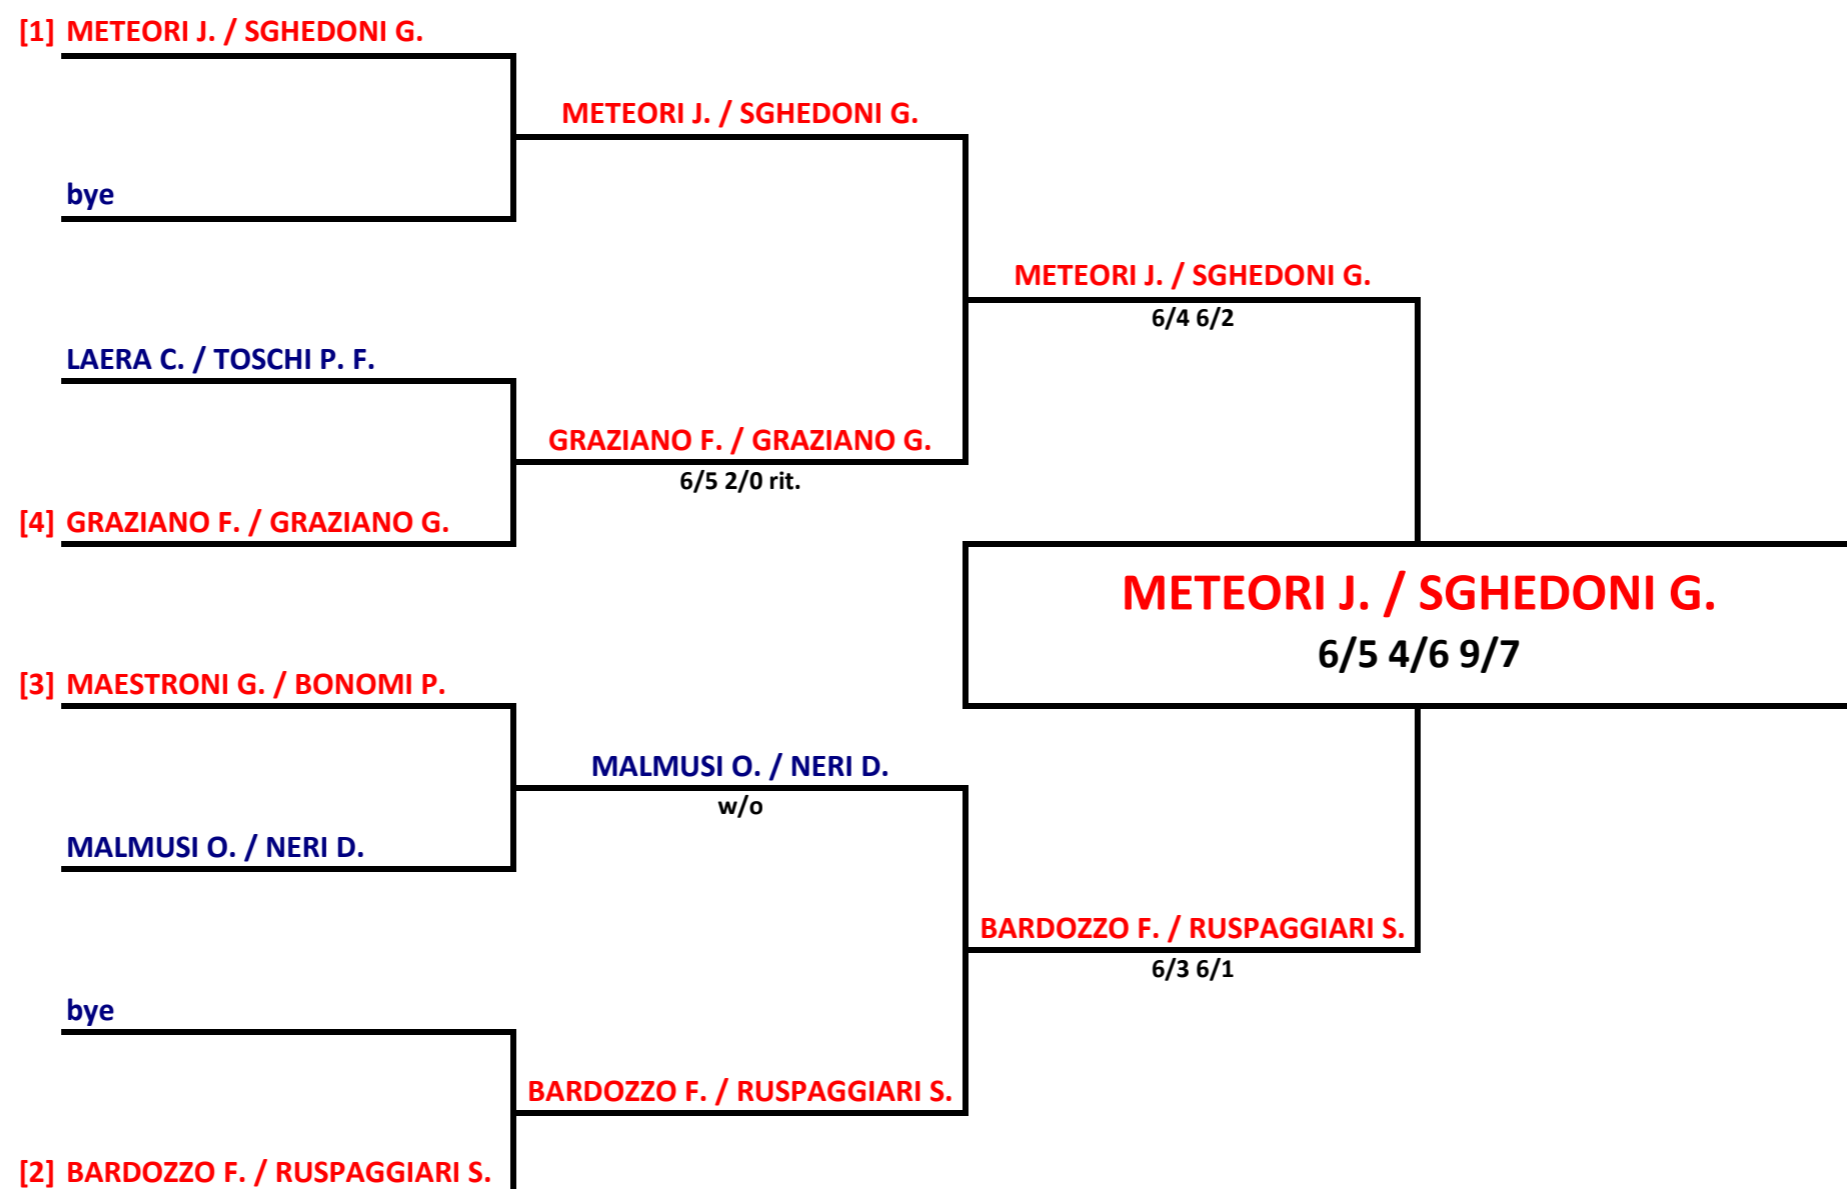 [1] METEORI J. / SGHEDONI G.
METEORI J. / SGHEDONI G.
bye
METEORI J. / SGHEDONI G.
6/4 6/2
LAERA C. / TOSCHI P. F.
GRAZIANO F. / GRAZIANO G.
6/5 2/0 rit.
[4] GRAZIANO F. / GRAZIANO G.
METEORI J. / SGHEDONI G.
6/5 4/6 9/7
[3] MAESTRONI G. / BONOMI P.
MALMUSI O. / NERI D.
w/o
MALMUSI O. / NERI D.
BARDOZZO F. / RUSPAGGIARI S.
6/3 6/1
bye
BARDOZZO F. / RUSPAGGIARI S.
[2] BARDOZZO F. / RUSPAGGIARI S.